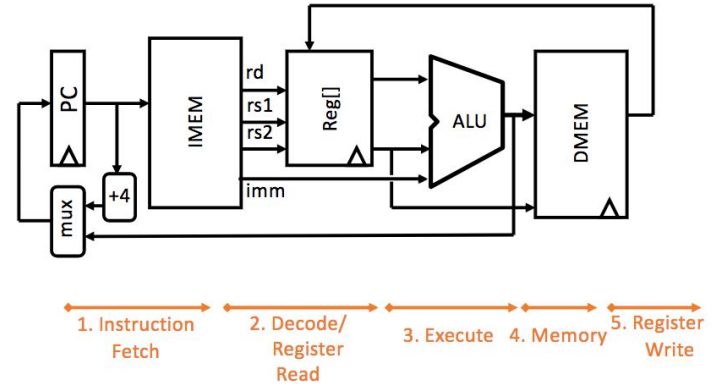 PC
+4
mux
IMEM
rd
rs1
rs2
imm
Reg[]
ALU
DMEM
1. Instruction
Fetch
2. Decode/
Register
Read
3. Execute
4. Memory
5. Register
Write